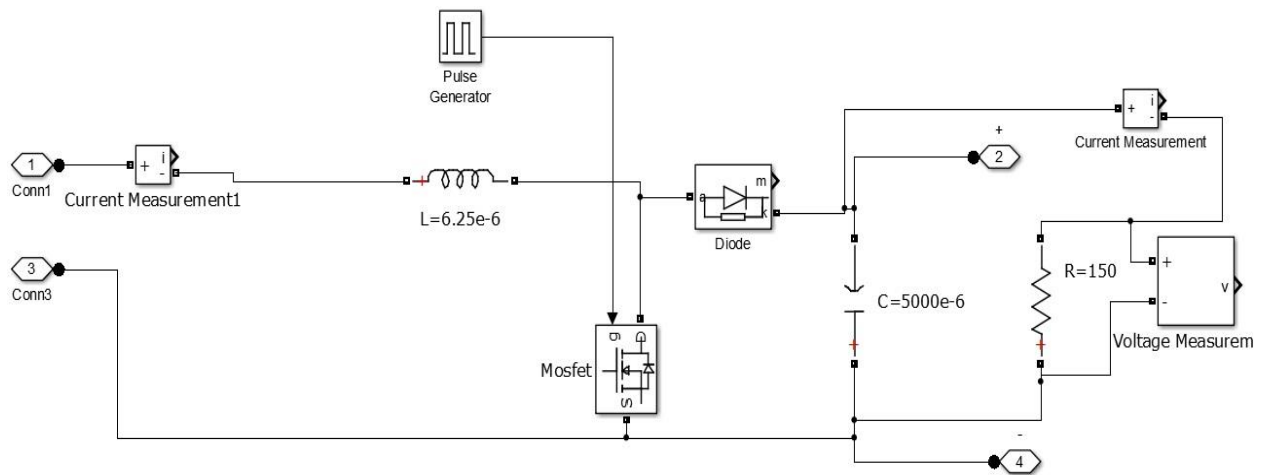 Pulse
Generator
+
i
-
Current Measurement
+
2
1
Conn1
+
i
-
Current Measurement1
L=6.25e-6
a
m
k
Diode
3
Conn3
C=5000e-6
R=150
+
-
v
Voltage Measurem
g
D
S
Mosfet
-
4